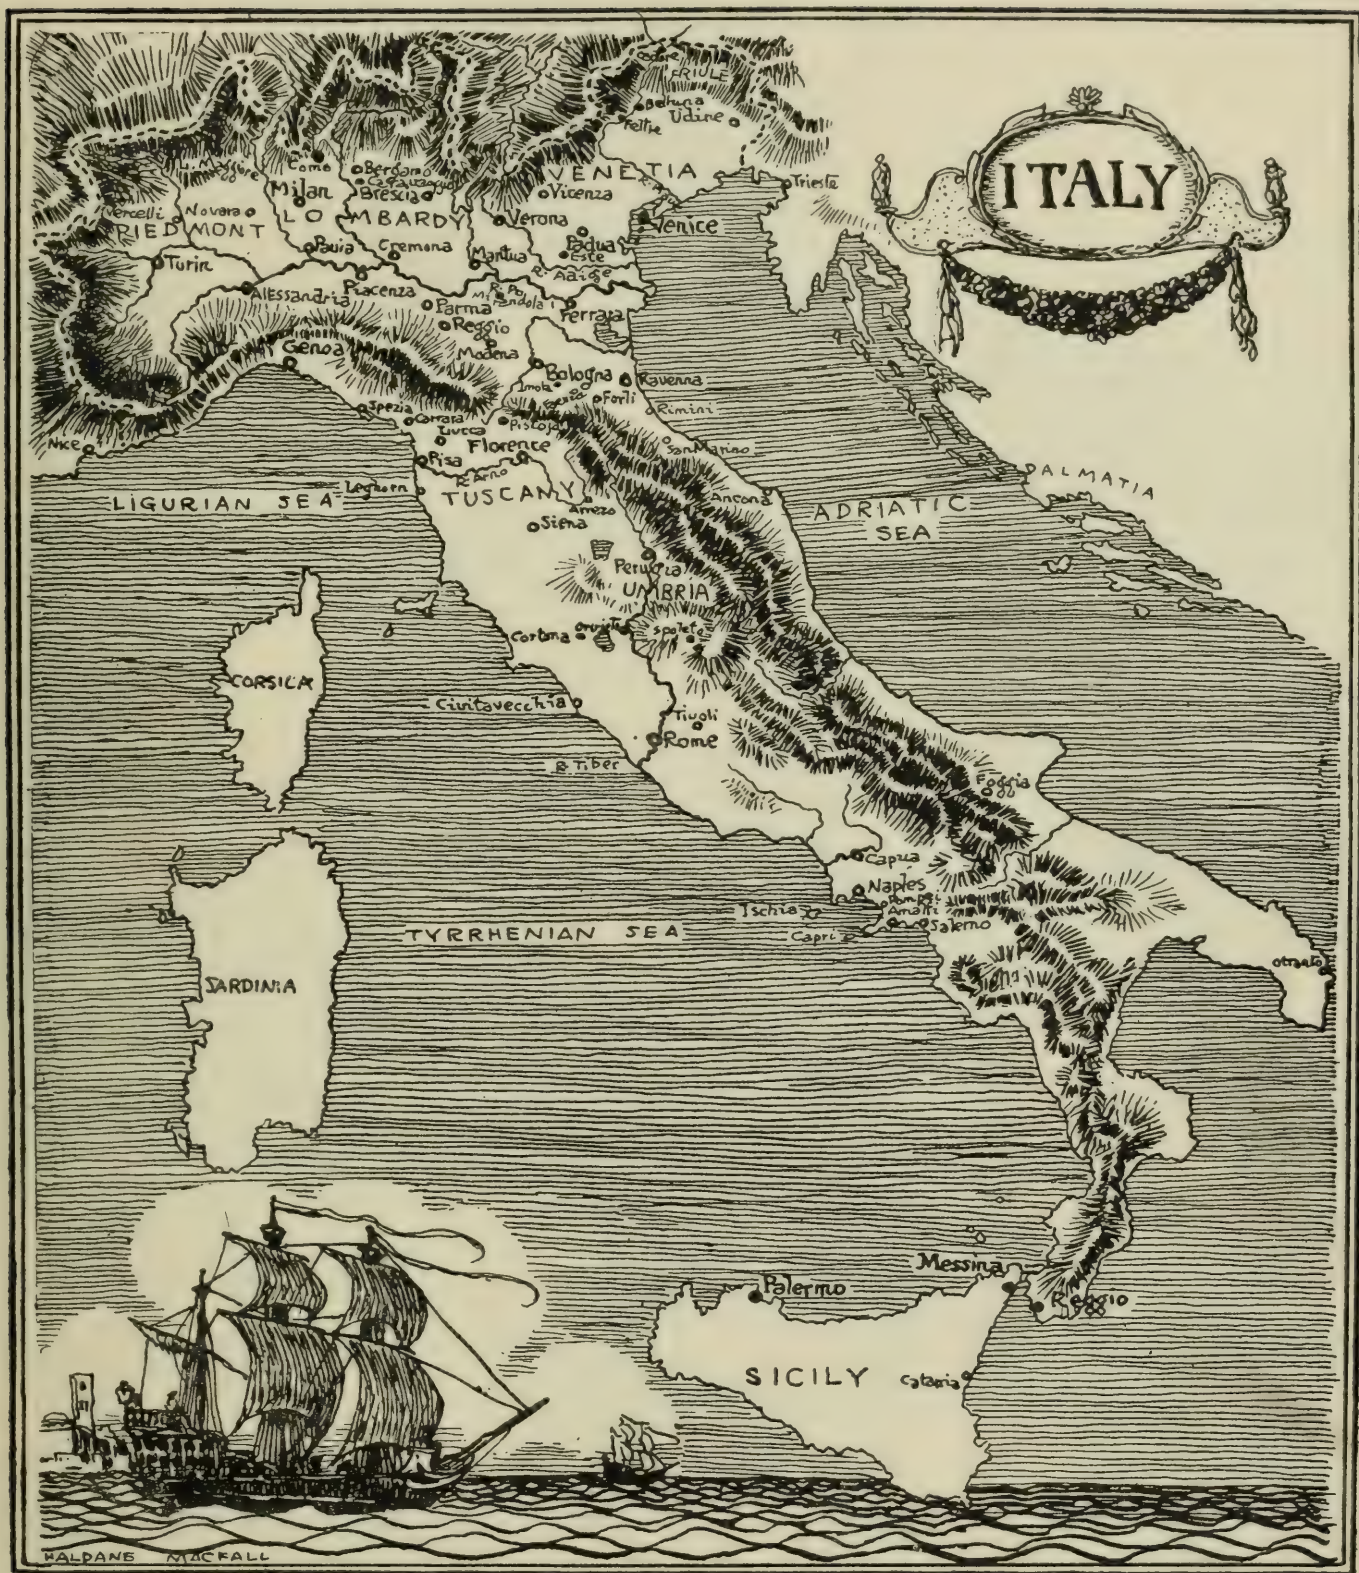 ITALY
FRIULE
Udine
Feltre
VENETIA
Trieste
Como
Bergamo
Milan
Brescia
Vicenza
Vercelli
Novara
LOMBARDY
Verona
Venice
PIEDMONT
Pavia
Cremona
Mantua
Padua
Este
R. Adige
Turin
Alessandria
Piacenza
Parma
R. Po
Mirandola
Ferrara
Reggio
Genoa
Modena
Bologna
Ravenna
Imola
Faenza
Forli
Rimini
Spezia
Carrara
Lucca
Pistoja
Nice
Florence
San Marino
Pisa
R. Arno
Leghorn
TUSCANY
Ancona
DALMATIA
LIGURIAN SEA
Arezzo
ADRIATIC
SEA
Siena
Perugia
UMBRIA
Cortona
Orvieto
Spoleto
CORSICA
Civitavecchia
Tivoli
Rome
R. Tiber
Foggia
Capua
Naples
Pompei
Ischia
Amalfi
Salerno
Capri
TYRRHENIAN SEA
Otranto
SARDINIA
Messina
Palermo
Reggio
SICILY
Catania
HALDANE MACFALL